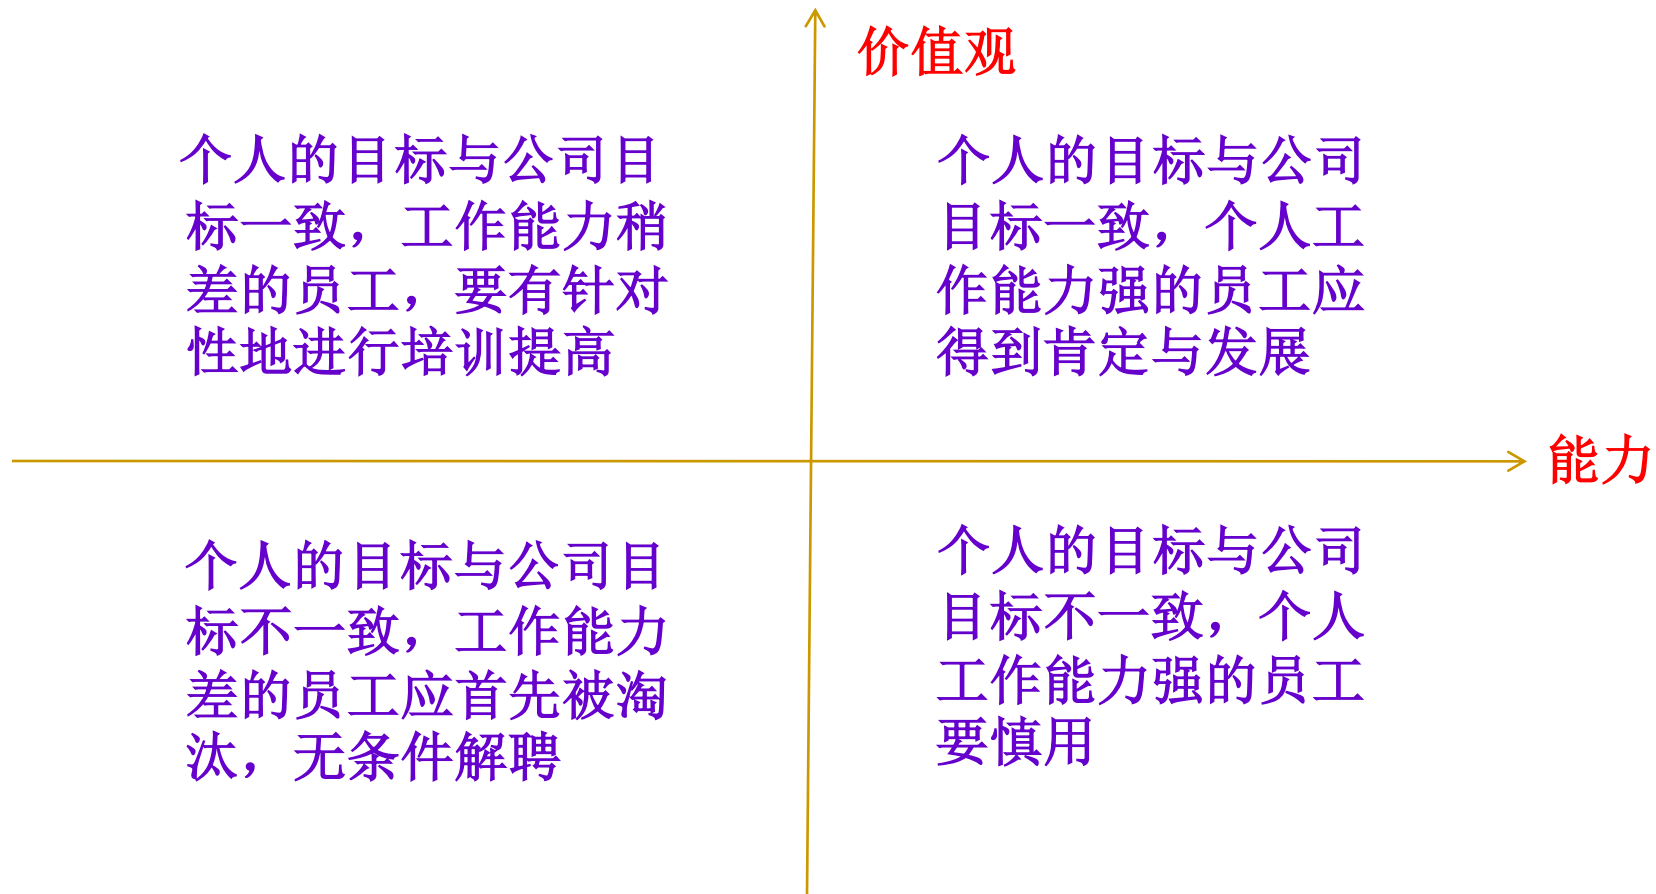 价值观
个人的目标与公司目
标一致，工作能力稍
差的员工，要有针对
性地进行培训提高
个人的目标与公司
目标一致，个人工
作能力强的员工应
得到肯定与发展
能力
个人的目标与公司目
标不一致，工作能力
差的员工应首先被淘
汰，无条件解聘
个人的目标与公司
目标不一致，个人
工作能力强的员工
要慎用